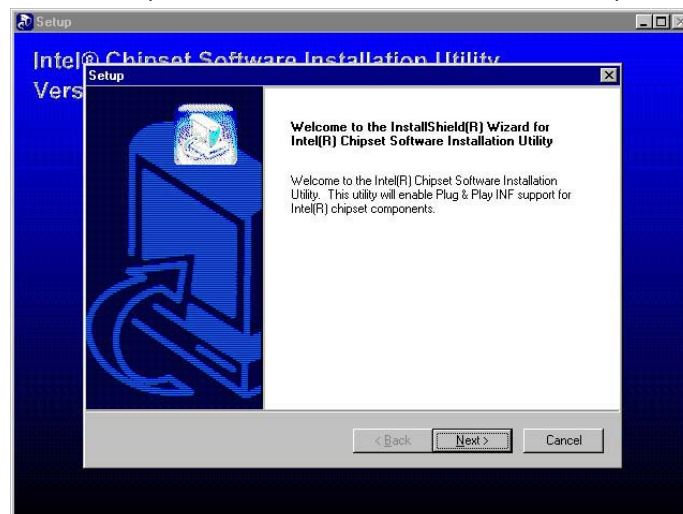 Setup
Intel® Chipset Software Installation Utility
Vers
Setup
Welcome to the InstallShield(R) Wizard for
Intel(R) Chipset Software Installation Utility
Welcome to the Intel(R) Chipset Software Installation
Utility. This utility will enable Plug & Play INF support for
Intel(R) chipset components.
< Back Next > Cancel